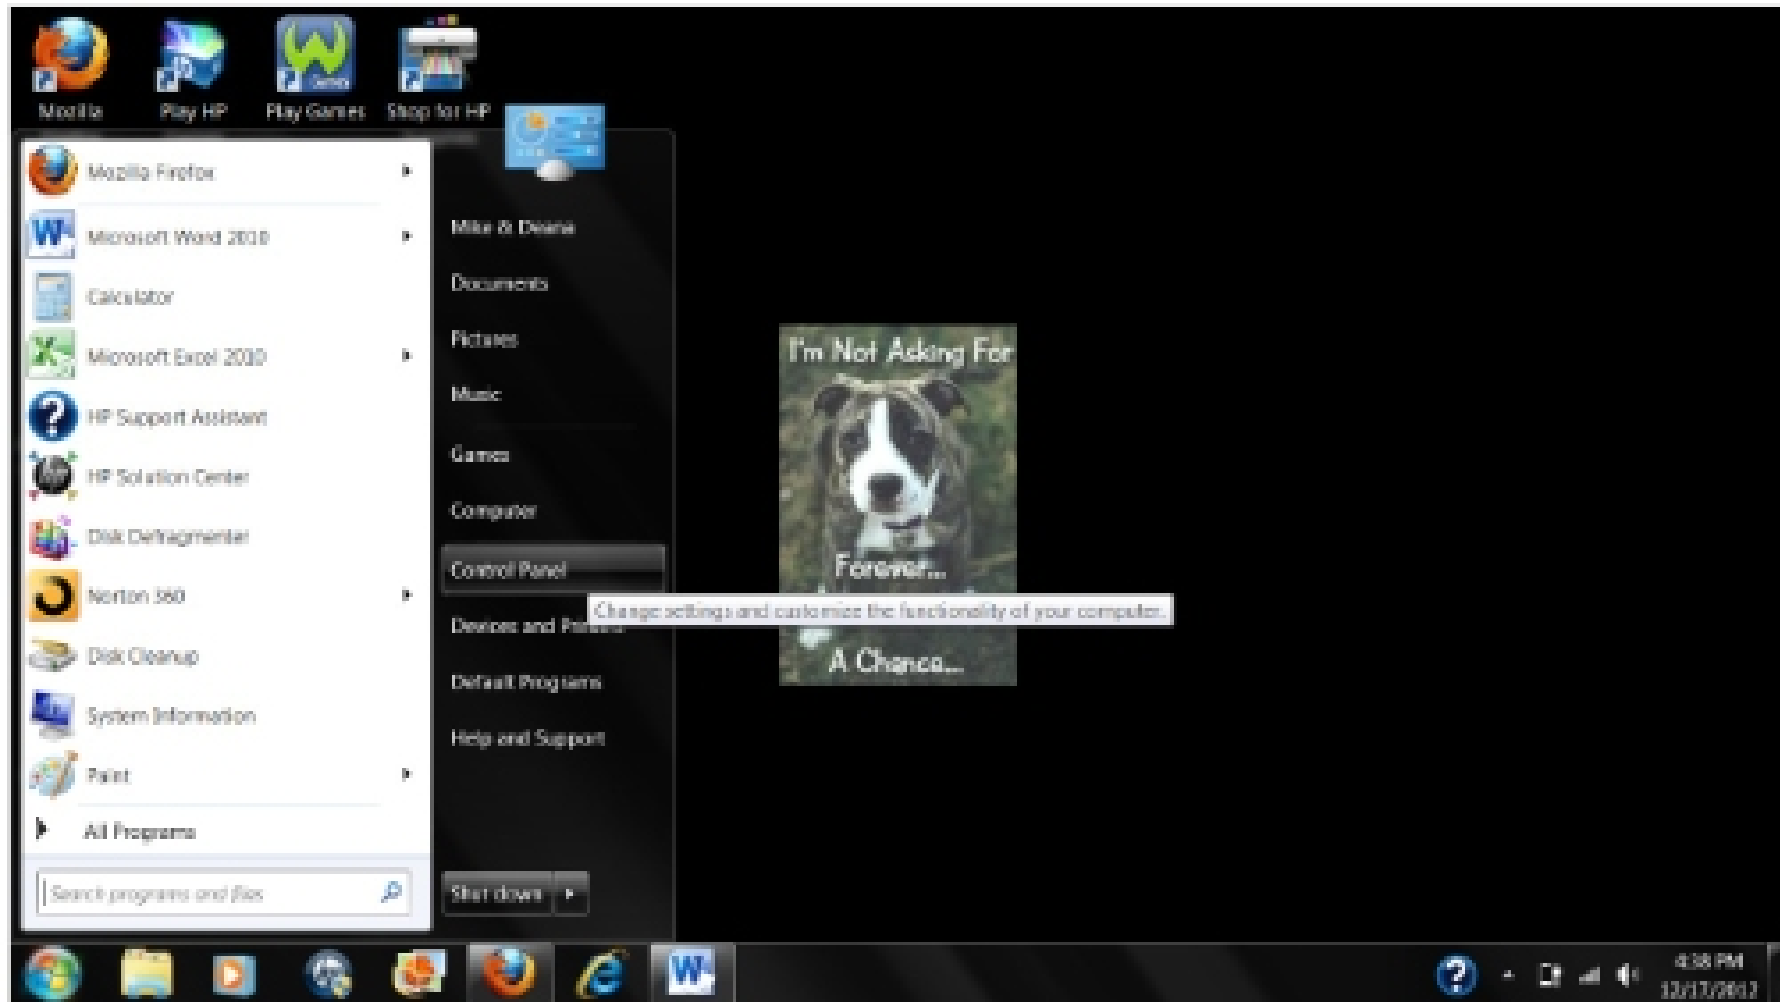 Mozilla
Play HP
Play Games
Shop for HP
Mozilla Firefox
Microsoft Word 2010
Calculator
Microsoft Excel 2010
HP Support Assistant
HP Solution Center
Disk Defragmenter
Norton 360
Disk Cleanup
System Information
Paint
All Programs
Search programs and files
Mike & Deana
Documents
Pictures
Music
Games
Computer
Control Panel
Change settings and customize the functionality of your computer.
Devices and
Default Programs
Help and Support
Shut down
I'm Not Asking For
Forever...
A Chance...
4:38 PM
12/17/2012